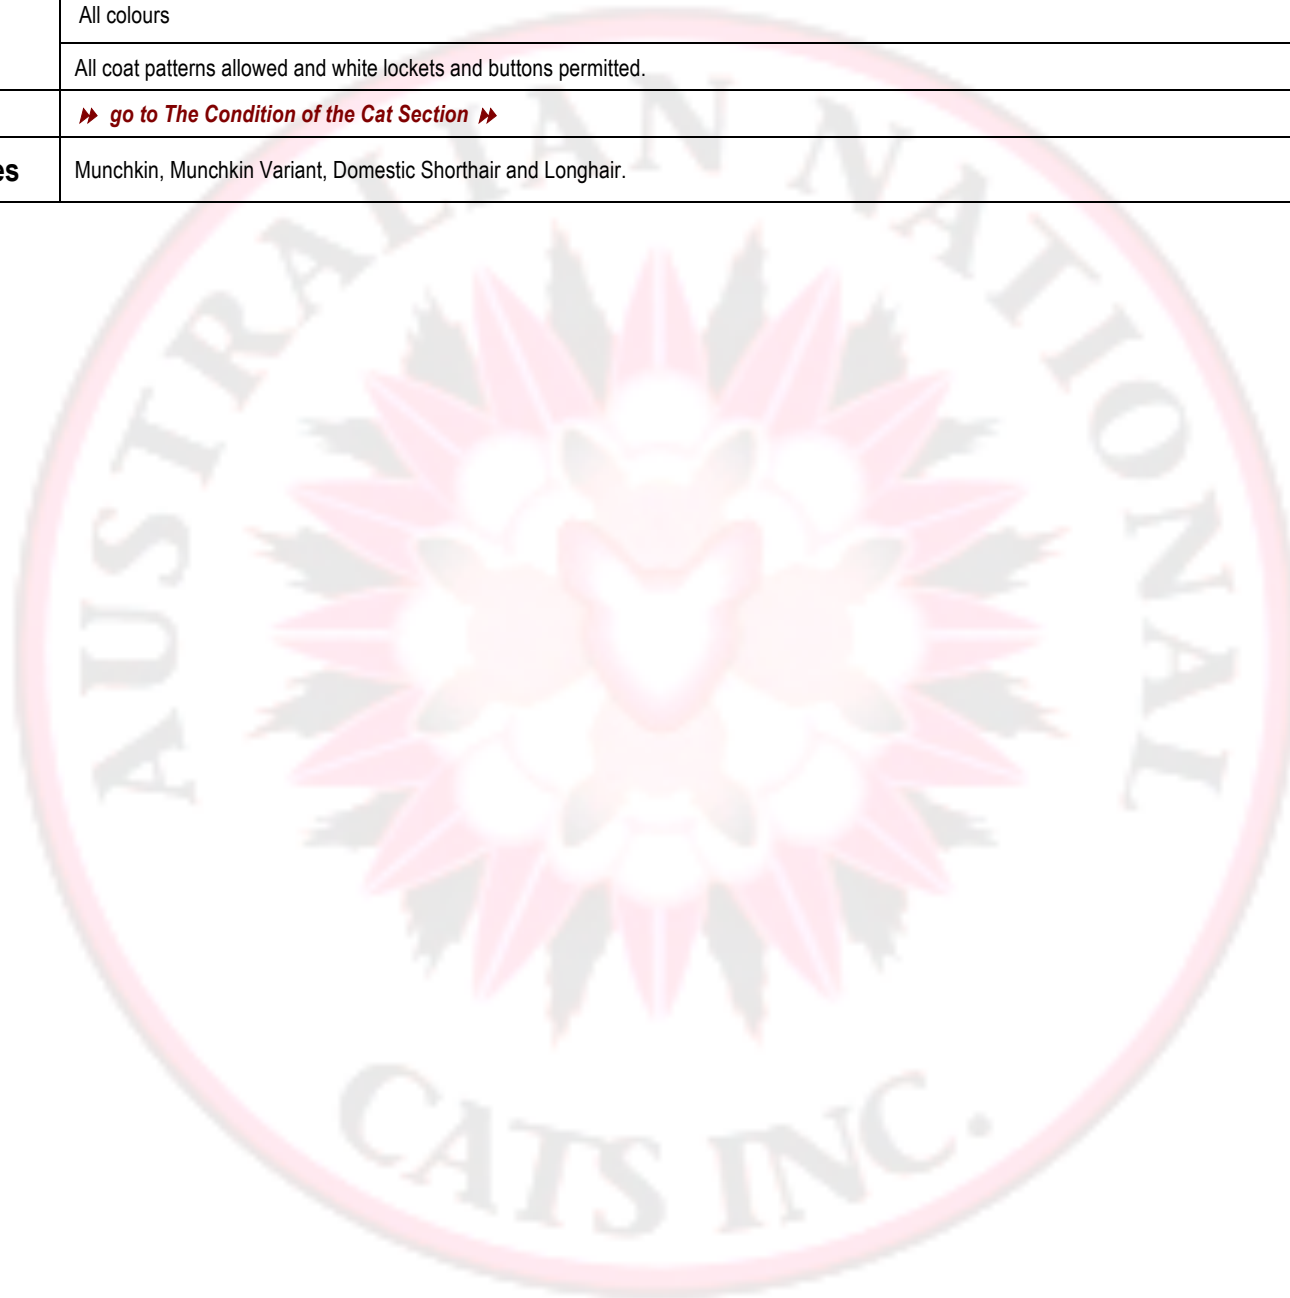 All colours
All coat patterns allowed and white lockets and buttons permitted.
go to The Condition of the Cat Section
es
Munchkin, Munchkin Variant, Domestic Shorthair and Longhair.
AUSTRALIAN NATIONAL
CATS INC.